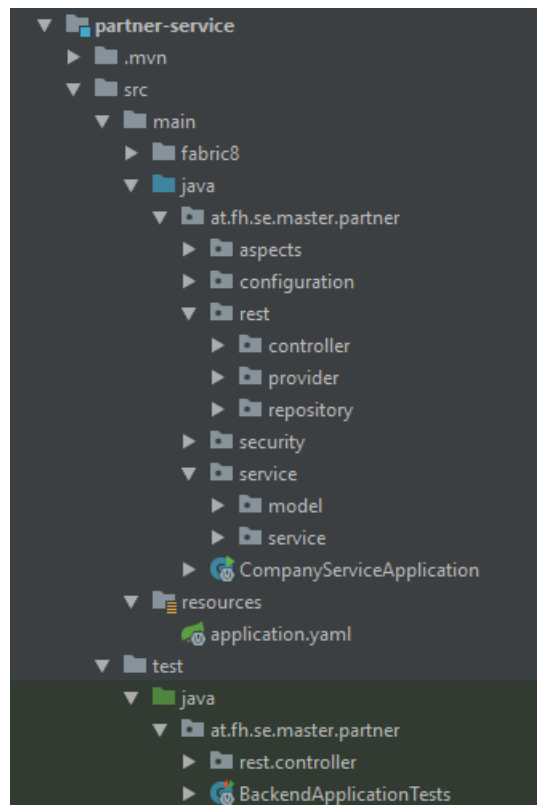 partner-service
.mvn
src
main
fabric8
java
at.fh.se.master.partner
aspects
configuration
rest
controller
provider
repository
security
service
model
service
CompanyServiceApplication
resources
application.yaml
test
java
at.fh.se.master.partner
rest.controller
BackendApplicationTests